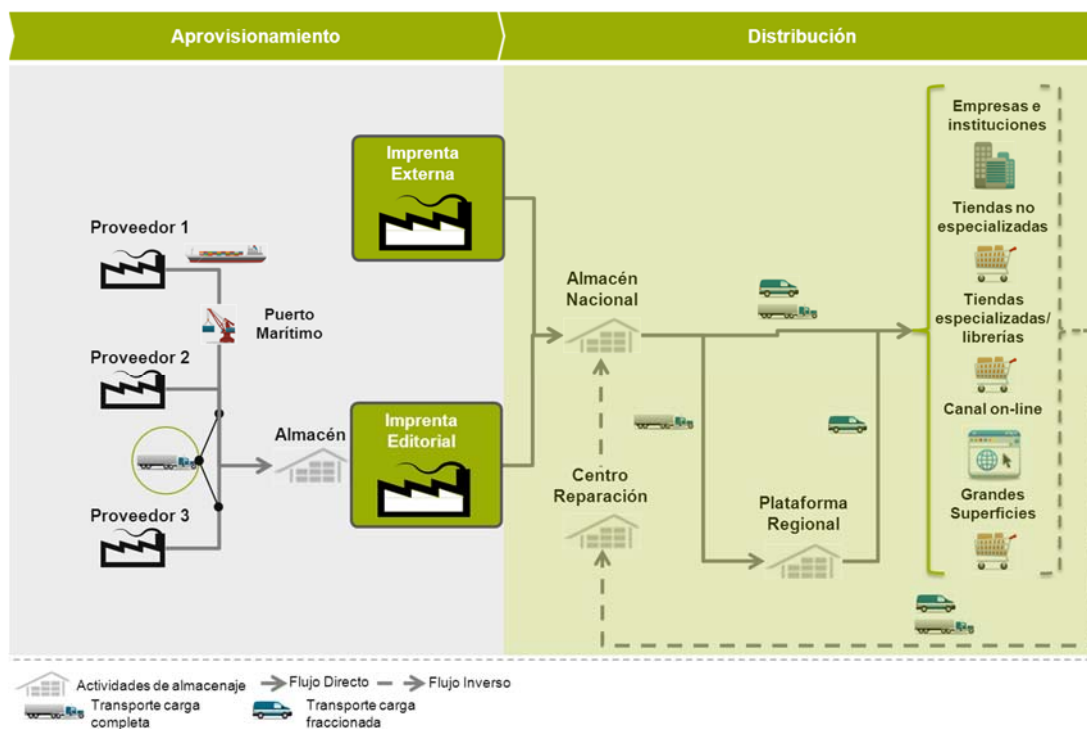 Aprovisionamiento
Distribución
Proveedor 1
Puerto
Marítimo
Proveedor 2
Proveedor 3
Almacén
Imprenta
Externa
Imprenta
Editorial
Almacén
Nacional
Centro
Reparación
Plataforma
Regional
Empresas e
instituciones
Tiendas no
especializadas
Tiendas
especializadas/
librerías
Canal on-line
Grandes
Superficies
Actividades de almacenaje
Flujo Directo
Flujo Inverso
Transporte carga
completa
Transporte carga
fraccionada